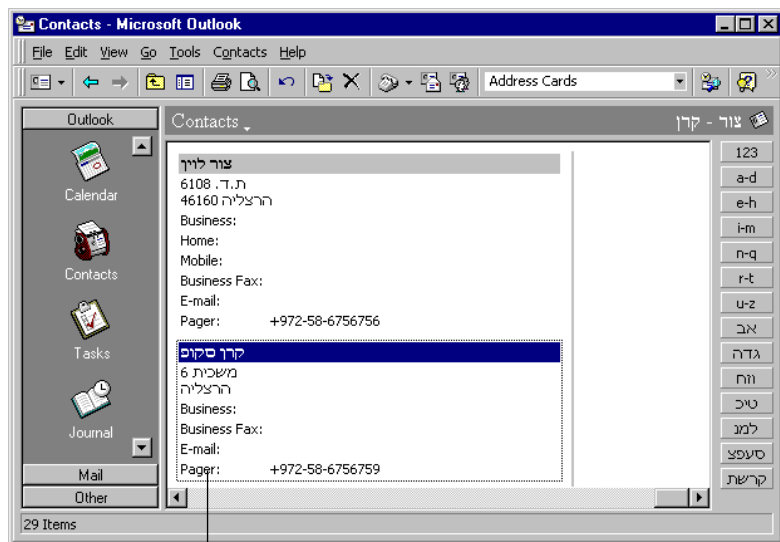 Contacts - Microsoft Outlook
File Edit View Go Tools Contacts Help
Address Cards
Outlook
Contacts
צור - קרן
Calendar
Contacts
Tasks
Journal
Mail
Other
צור לוין
ת.ד. 6108
הרצליה 46160
Business:
Home:
Mobile:
Business Fax:
E-mail:
Pager: +972-58-6756756
קרן סקופ
משכית 6
הרצליה
Business:
Business Fax:
E-mail:
Pager: +972-58-6756759
123
a-d
e-h
i-m
n-q
r-t
u-z
אב
גדה
וזח
טיכ
למנ
סעפצ
קרשת
29 Items